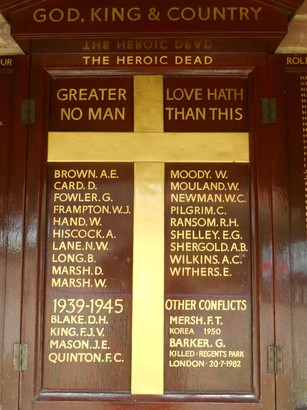 GOD, KING & COUNTRY
THE HEROIC DEAD
THE HEROIC DEAD
GREATER LOVE HATH
NO MAN THAN THIS
BROWN. A.E.
CARD. D.
FOWLER. G.
FRAMPTON. W.J.
HAND. W.
HISCOCK. A.
LANE. N.W.
LONG. B.
MARSH. D.
MARSH. W.
MOODY. W.
MOULAND. W.
NEWMAN. W.C.
PILGRIM. C.
RANSOM. R.H.
SHELLEY. E.G.
SHERGOLD. A.B.
WILKINS. A.C.
WITHERS. E.
1939-1945
BLAKE. D.H.
KING. F.J.V.
MASON. J.E.
QUINTON. F.C.
OTHER CONFLICTS
MERSH. F.T.
KOREA 1950
BARKER. G.
KILLED · REGENTS PARK
LONDON · 20·7·1982